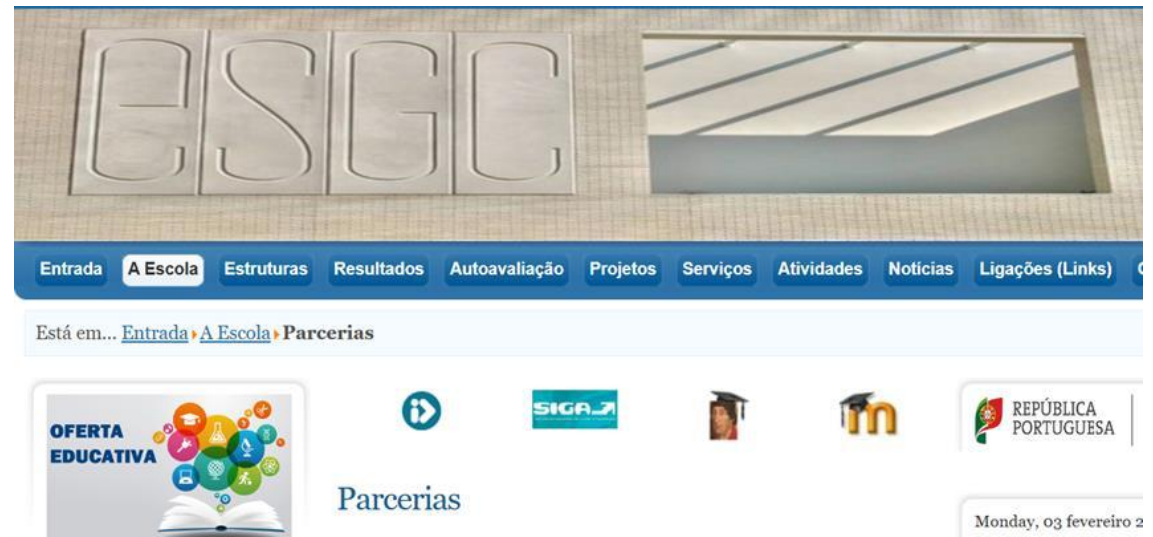 eSGC
Entrada A Escola Estruturas Resultados Autoavaliação Projetos Serviços Atividades Notícias Ligações (Links)
Está em... Entrada A Escola Parcerias
OFERTA
EDUCATIVA
SIGA
m
REPÚBLICA
PORTUGUESA
Parcerias
Monday, 03 fevereiro